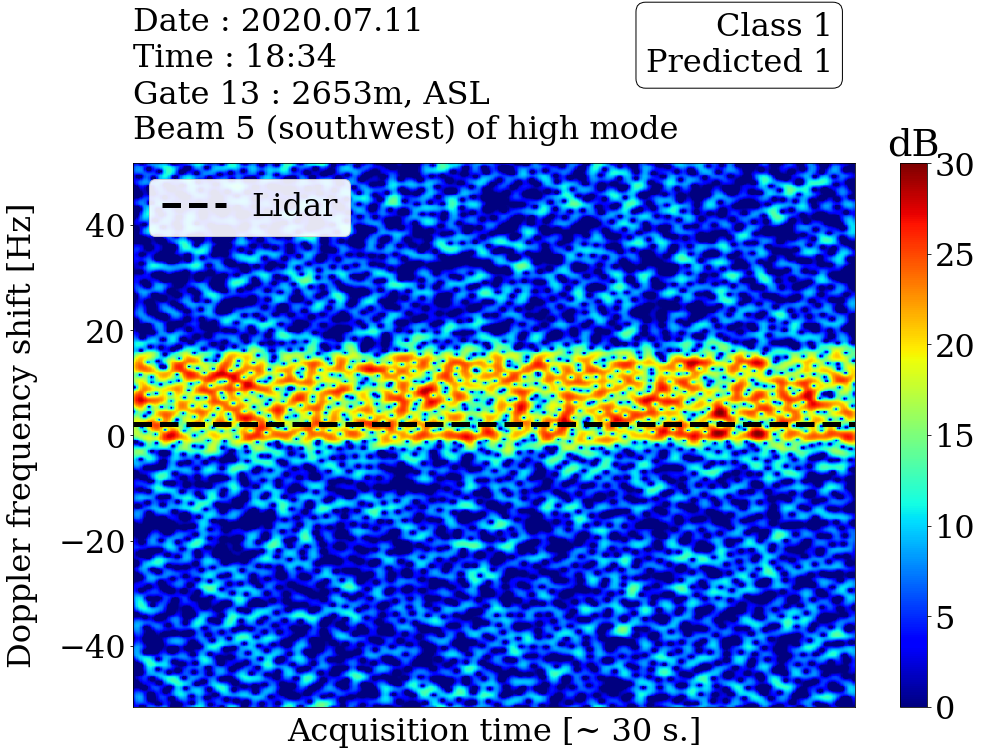 Date : 2020.07.11
Time : 18:34
Gate 13 : 2653m, ASL
Beam 5 (southwest) of high mode
Class 1
Predicted 1
dB
Lidar
Doppler frequency shift [Hz]
40
20
0
−20
−40
30
25
20
15
10
5
0
Acquisition time [~ 30 s.]